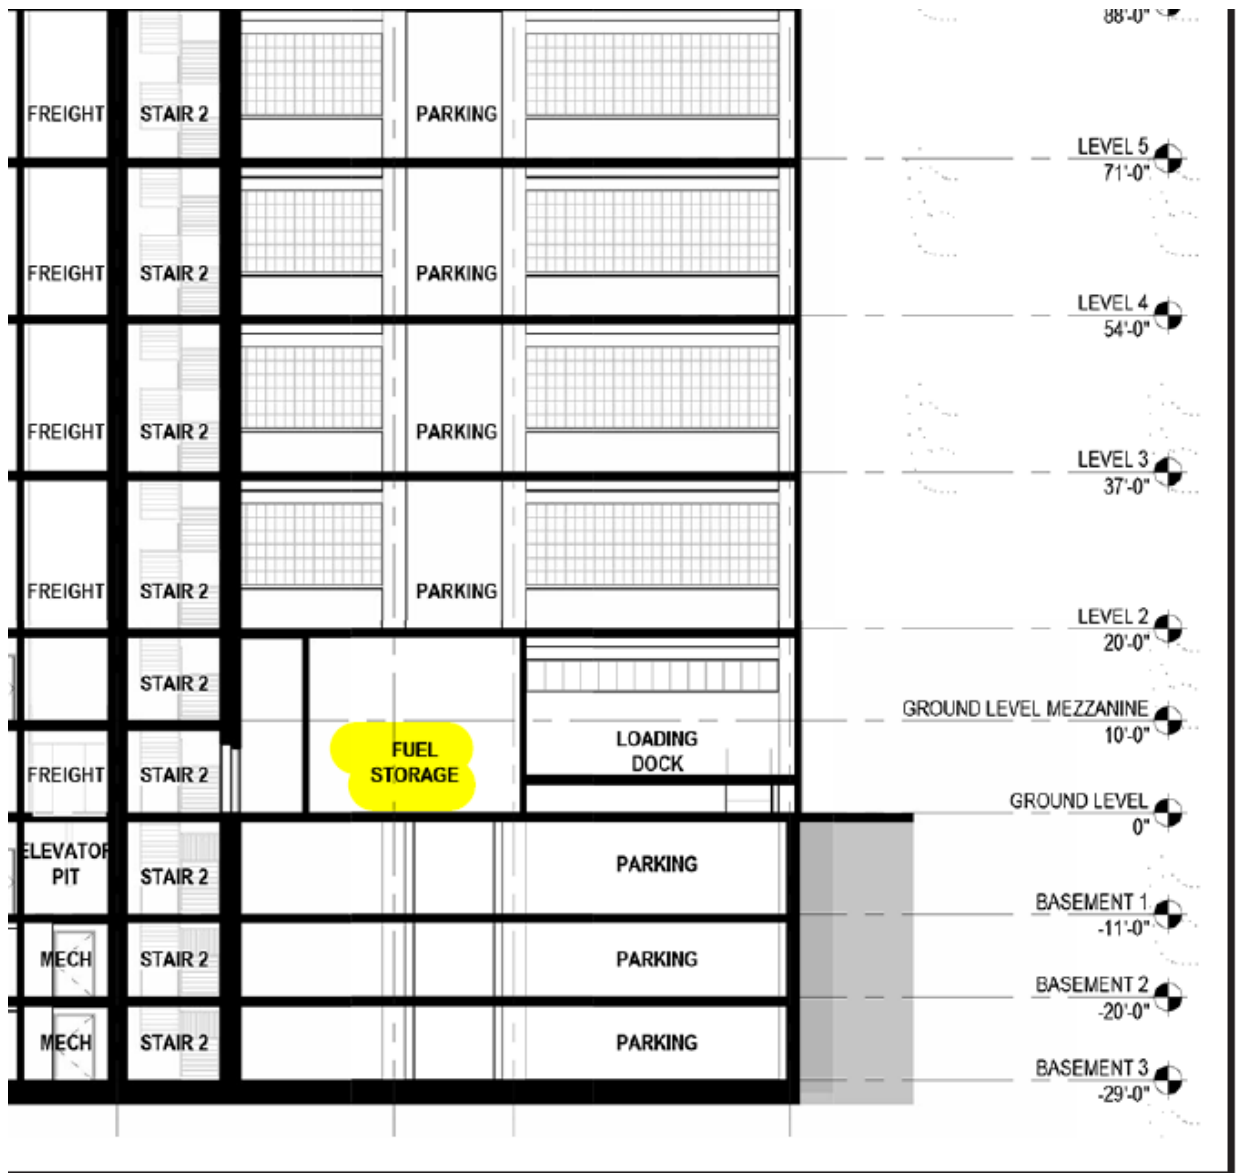 88'-0"
FREIGHT STAIR 2 PARKING
LEVEL 5
71'-0"
FREIGHT STAIR 2 PARKING
LEVEL 4
54'-0"
FREIGHT STAIR 2 PARKING
LEVEL 3
37'-0"
FREIGHT STAIR 2 PARKING
LEVEL 2
20'-0"
STAIR 2
GROUND LEVEL MEZZANINE
10'-0"
FREIGHT STAIR 2
FUEL
STORAGE
LOADING
DOCK
GROUND LEVEL
0"
ELEVATOR
PIT
STAIR 2
PARKING
BASEMENT 1
-11'-0"
MECH STAIR 2 PARKING
BASEMENT 2
-20'-0"
MECH STAIR 2 PARKING
BASEMENT 3
-29'-0"